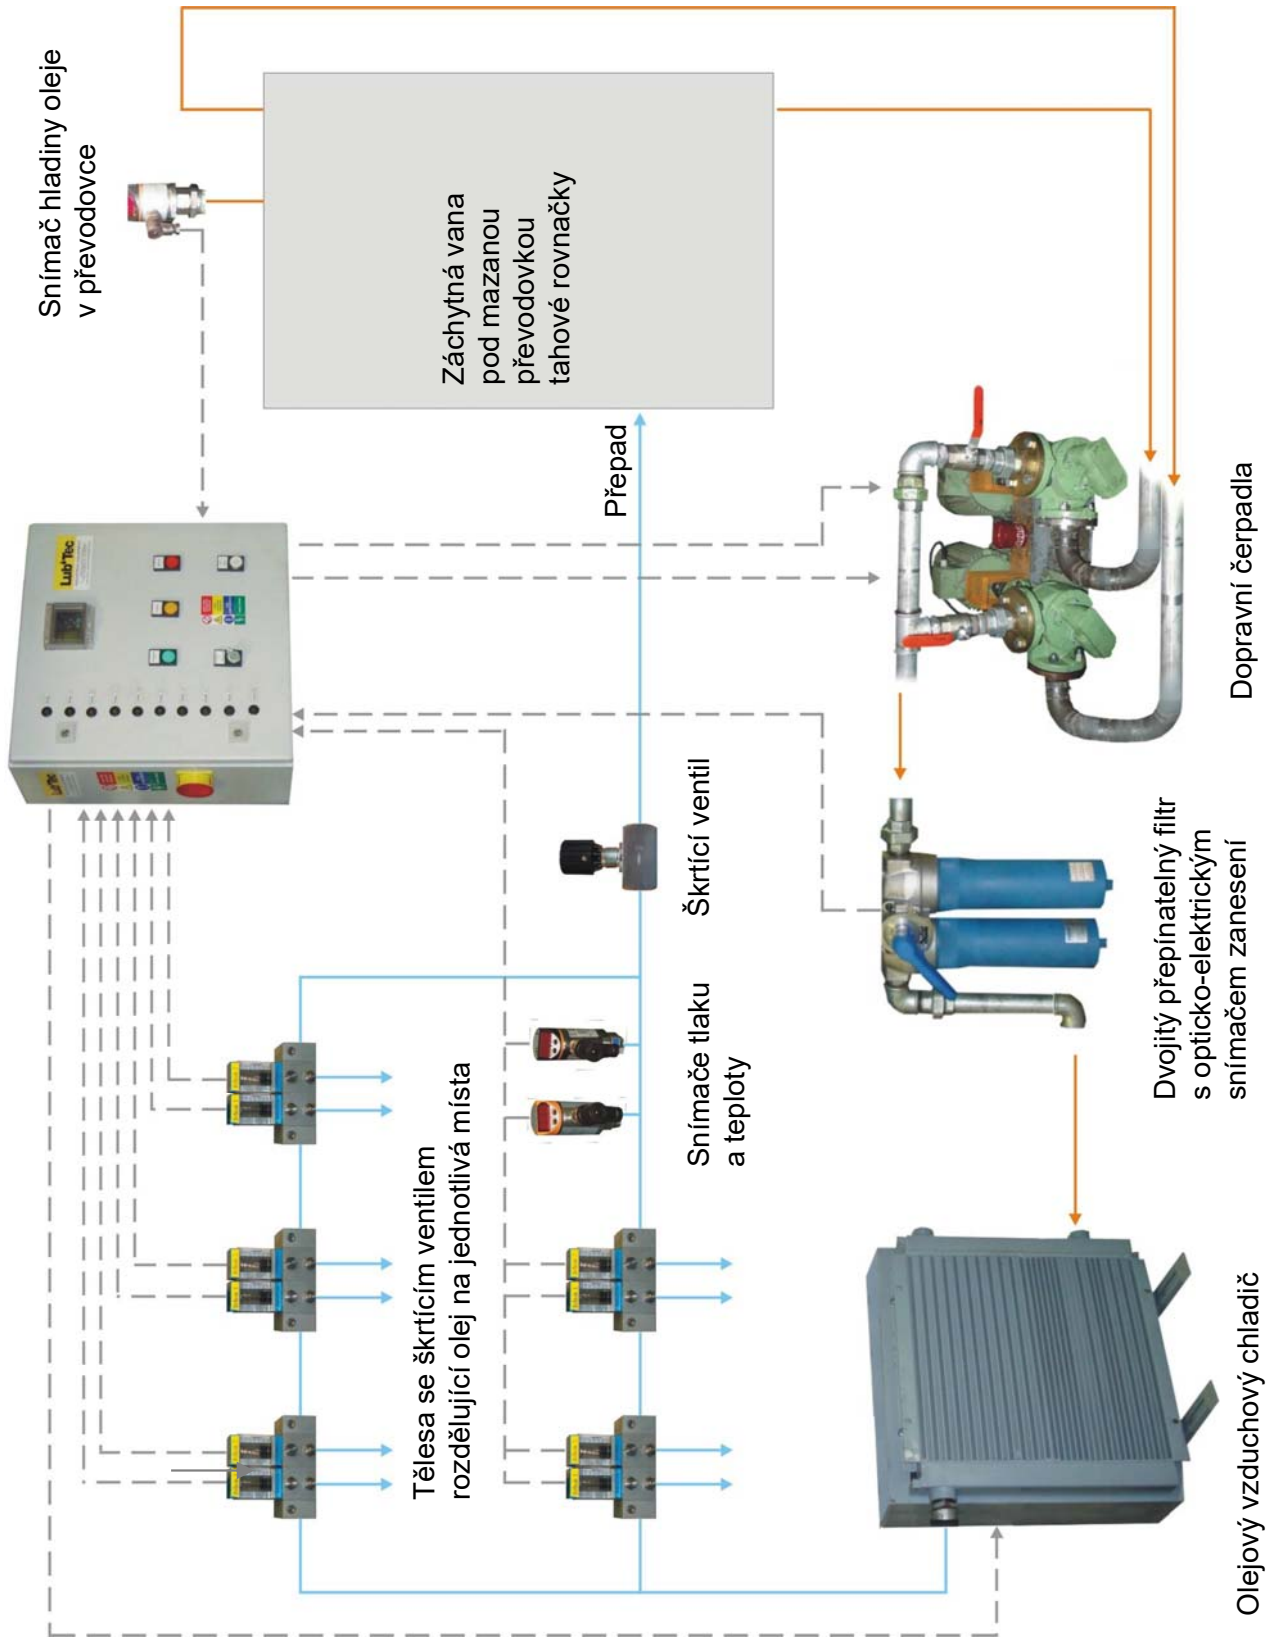 Snímač hladiny oleje
v převodovce
Záchytná vana
pod mazanou
převodovkou
tahové rovnačky
Lub'Tec
Lub'Tec
Přepad
Škrtící ventil
Snímače tlaku
a teploty
Tělesa se škrtícím ventilem
rozdělující olej na jednotlivá místa
Dopravní čerpadla
Dvojitý přepínatelný filtr
s opticko-elektrickým
snímačem zanesení
Olejový vzduchový chladič